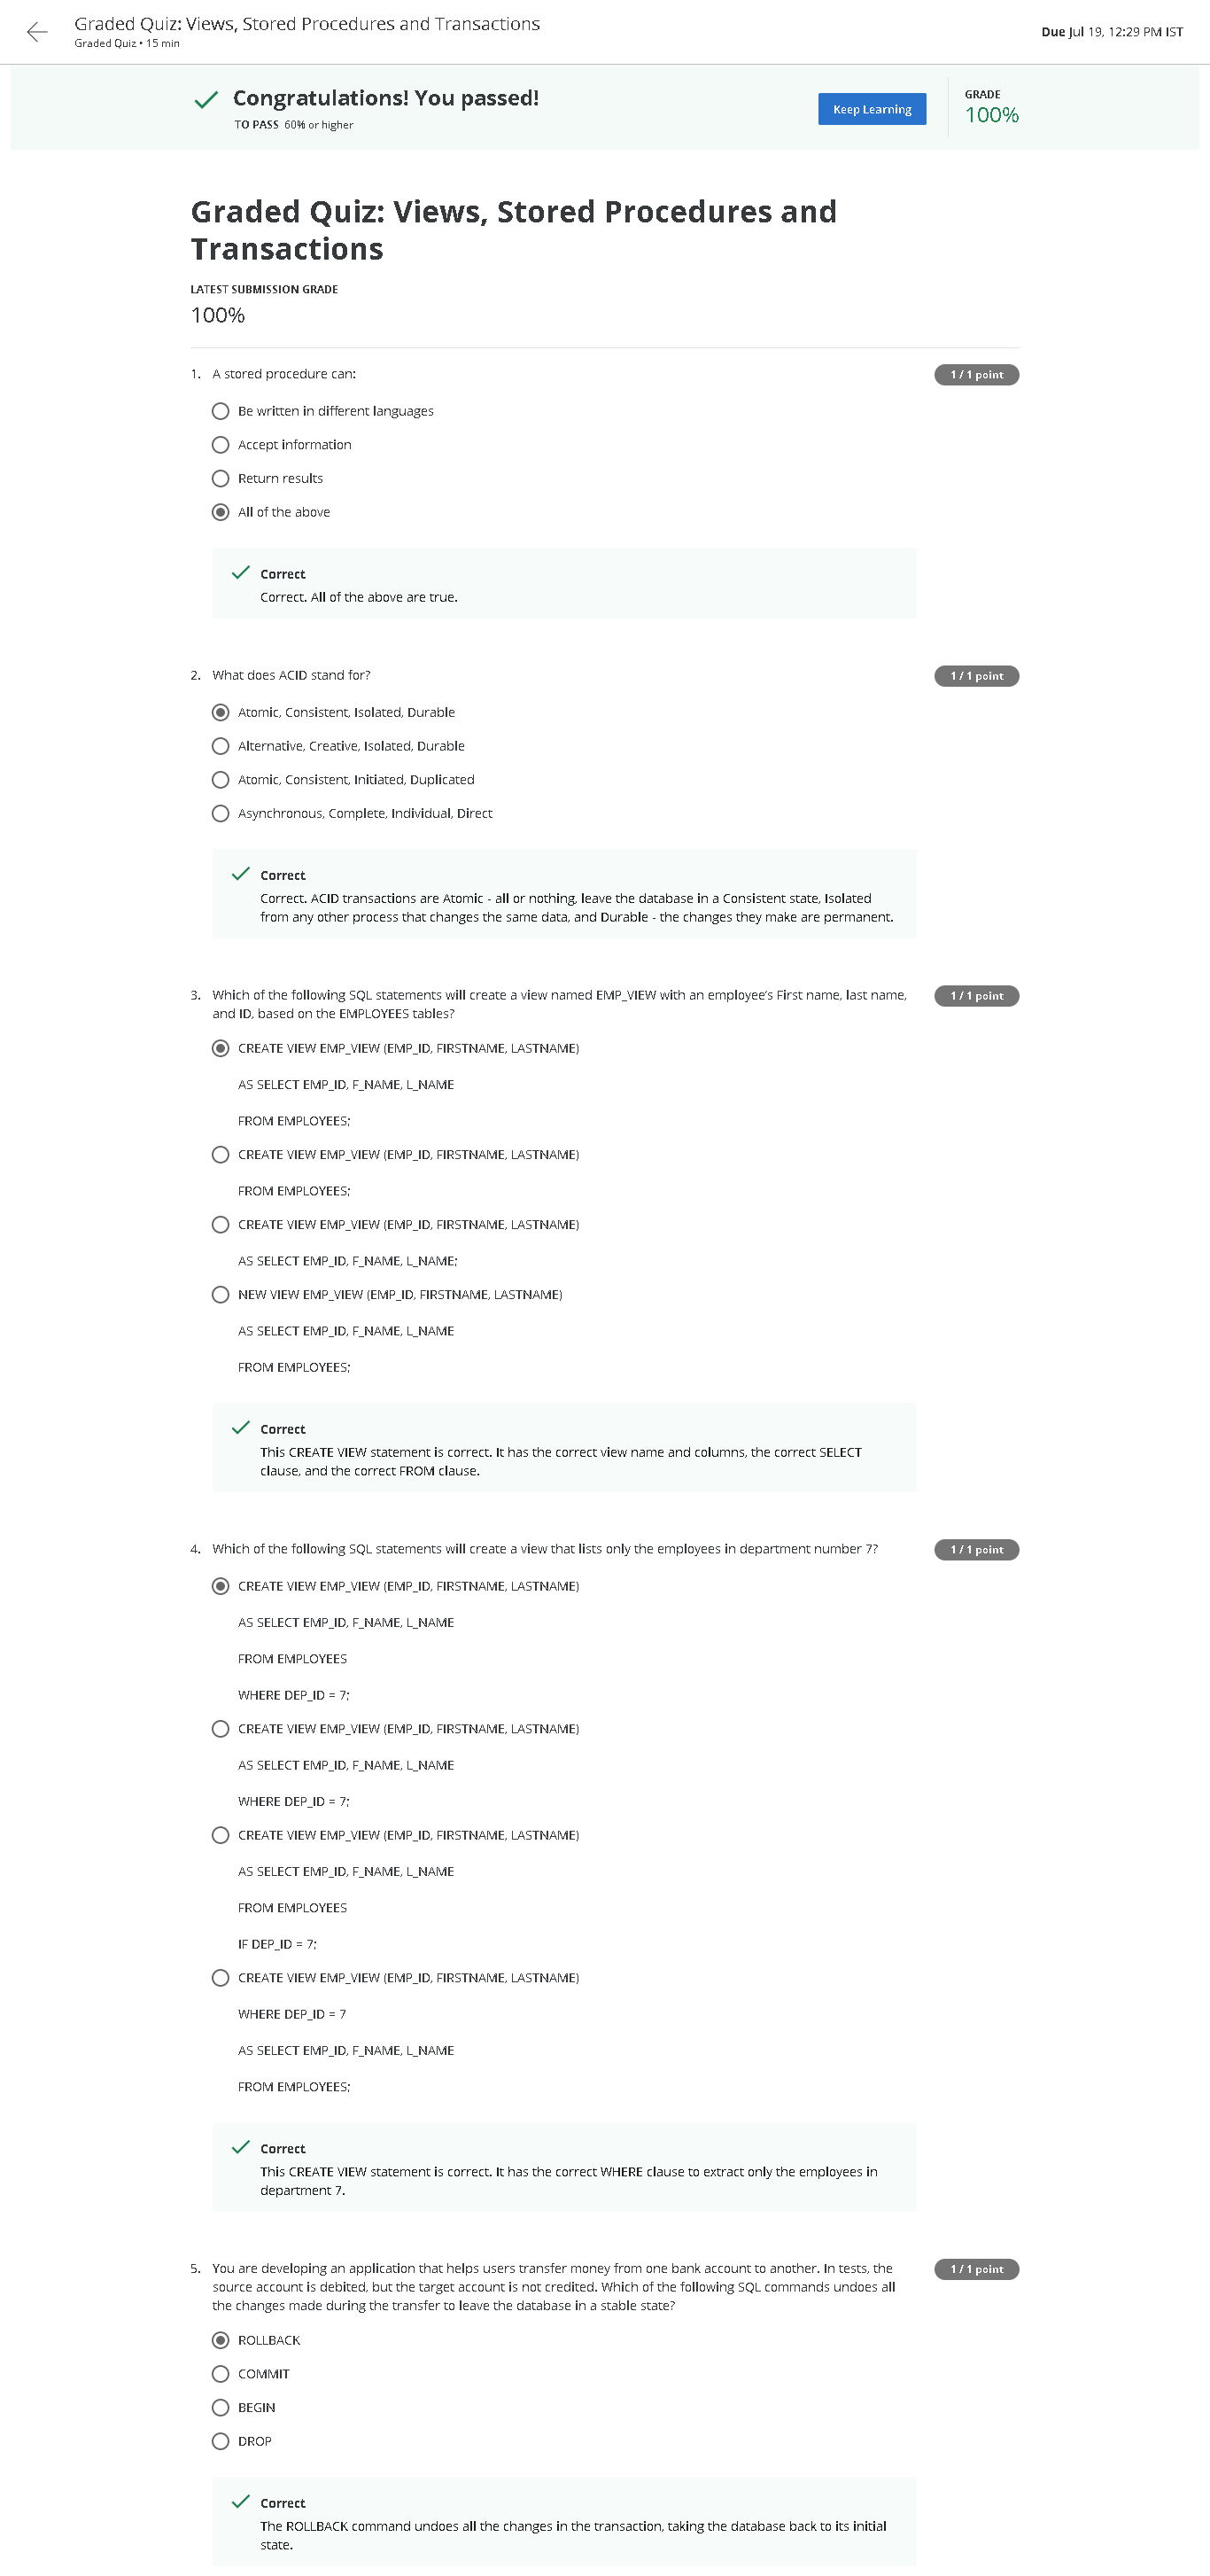 Graded Quiz: Views, Stored Procedures and Transactions
Graded Quiz • 15 min
Due Jul 19, 12:29 PM IST
Congratulations! You passed!
TO PASS 60% or higher
Keep Learning
GRADE
100%
Graded Quiz: Views, Stored Procedures and
Transactions
LATEST SUBMISSION GRADE
100%
1. A stored procedure can:
1 / 1 point
Be written in different languages
Accept information
Return results
All of the above
Correct
Correct. All of the above are true.
2. What does ACID stand for?
1 / 1 point
Atomic, Consistent, Isolated, Durable
Alternative, Creative, Isolated, Durable
Atomic, Consistent, Initiated, Duplicated
Asynchronous, Complete, Individual, Direct
Correct
Correct. ACID transactions are Atomic - all or nothing, leave the database in a Consistent state, Isolated
from any other process that changes the same data, and Durable - the changes they make are permanent.
3. Which of the following SQL statements will create a view named EMP_VIEW with an employee's First name, last name,
and ID, based on the EMPLOYEES tables?
1 / 1 point
CREATE VIEW EMP_VIEW (EMP_ID, FIRSTNAME, LASTNAME)
AS SELECT EMP_ID, F_NAME, L_NAME
FROM EMPLOYEES;
CREATE VIEW EMP_VIEW (EMP_ID, FIRSTNAME, LASTNAME)
FROM EMPLOYEES;
CREATE VIEW EMP_VIEW (EMP_ID, FIRSTNAME, LASTNAME)
AS SELECT EMP_ID, F_NAME, L_NAME;
NEW VIEW EMP_VIEW (EMP_ID, FIRSTNAME, LASTNAME)
AS SELECT EMP_ID, F_NAME, L_NAME
FROM EMPLOYEES;
Correct
This CREATE VIEW statement is correct. It has the correct view name and columns, the correct SELECT
clause, and the correct FROM clause.
4. Which of the following SQL statements will create a view that lists only the employees in department number 7?
1 / 1 point
CREATE VIEW EMP_VIEW (EMP_ID, FIRSTNAME, LASTNAME)
AS SELECT EMP_ID, F_NAME, L_NAME
FROM EMPLOYEES
WHERE DEP_ID = 7;
CREATE VIEW EMP_VIEW (EMP_ID, FIRSTNAME, LASTNAME)
AS SELECT EMP_ID, F_NAME, L_NAME
WHERE DEP_ID = 7;
CREATE VIEW EMP_VIEW (EMP_ID, FIRSTNAME, LASTNAME)
AS SELECT EMP_ID, F_NAME, L_NAME
FROM EMPLOYEES
IF DEP_ID = 7;
CREATE VIEW EMP_VIEW (EMP_ID, FIRSTNAME, LASTNAME)
WHERE DEP_ID = 7
AS SELECT EMP_ID, F_NAME, L_NAME
FROM EMPLOYEES;
Correct
This CREATE VIEW statement is correct. It has the correct WHERE clause to extract only the employees in
department 7.
5. You are developing an application that helps users transfer money from one bank account to another. In tests, the
source account is debited, but the target account is not credited. Which of the following SQL commands undoes all
the changes made during the transfer to leave the database in a stable state?
1 / 1 point
ROLLBACK
COMMIT
BEGIN
DROP
Correct
The ROLLBACK command undoes all the changes in the transaction, taking the database back to its initial
state.